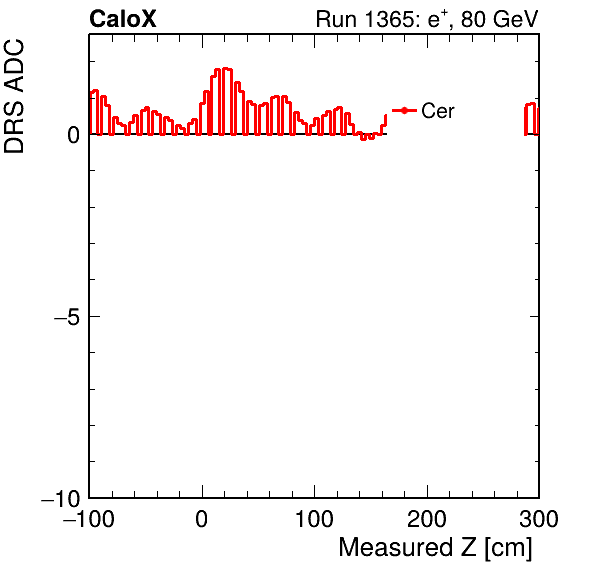 CaloX Run 1365: e⁺, 80 GeV
DRS ADC
Cer
0
−5
−10
−100 0 100 200 300
Measured Z [cm]